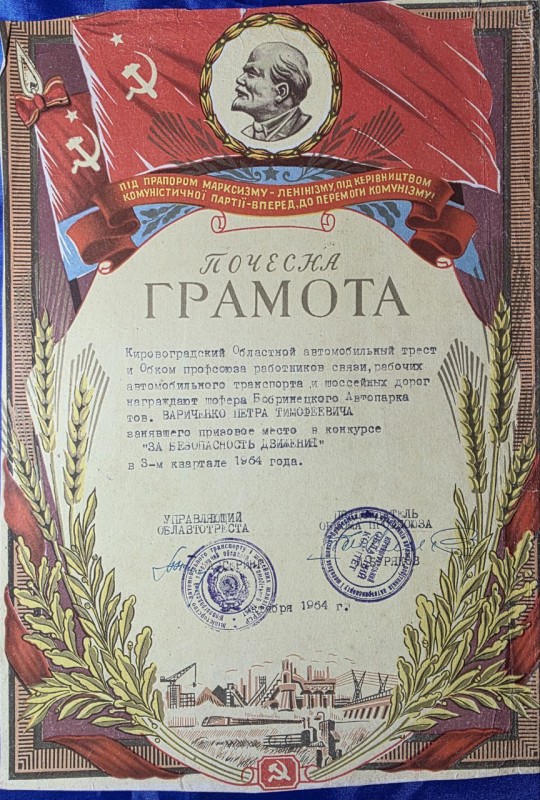 ПІД ПРАПОРОМ МАРКСИЗМУ-ЛЕНІНІЗМУ, ПІД КЕРІВНИЦТВОМ
КОМУНІСТИЧНОЇ ПАРТІЇ-ВПЕРЕД, ДО ПЕРЕМОГИ КОМУНІЗМУ!
ПОЧЕСНА
ГРАМОТА
Кировоградский Областной автомобильный трест
и Обком профсоюза работников связи, рабочих
автомобильного транспорта и шоссейных дорог
награждают шофера Бобринецкого Автопарка
тов. ВАРИЧЕНКО ПЕТРА ТИМОФЕЕВИЧА
занявшего призовое место в конкурсе
"ЗА БЕЗОПАСНОСТЬ ДВИЖЕНИЯ"
в 3-м квартале 1964 года.
УПРАВЛЯЮЩИЙ
ОБЛАВТОТРЕСТА
1964 г.